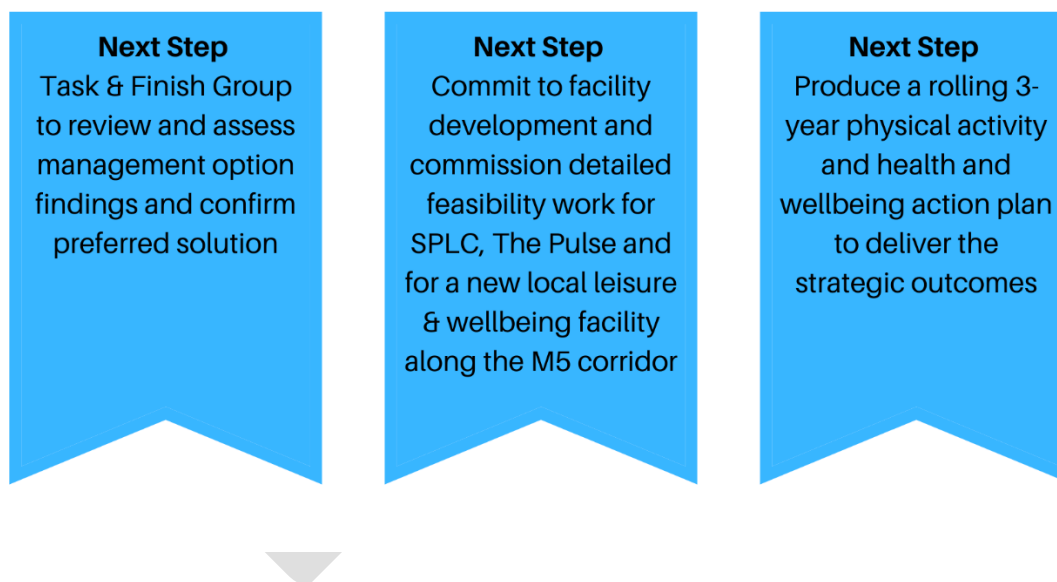 Next Step
Task & Finish Group
to review and assess
management option
findings and confirm
preferred solution
Next Step
Commit to facility
development and
commission detailed
feasibility work for
SPLC, The Pulse and
for a new local leisure
& wellbeing facility
along the M5 corridor
Next Step
Produce a rolling 3-
year physical activity
and health and
wellbeing action plan
to deliver the
strategic outcomes